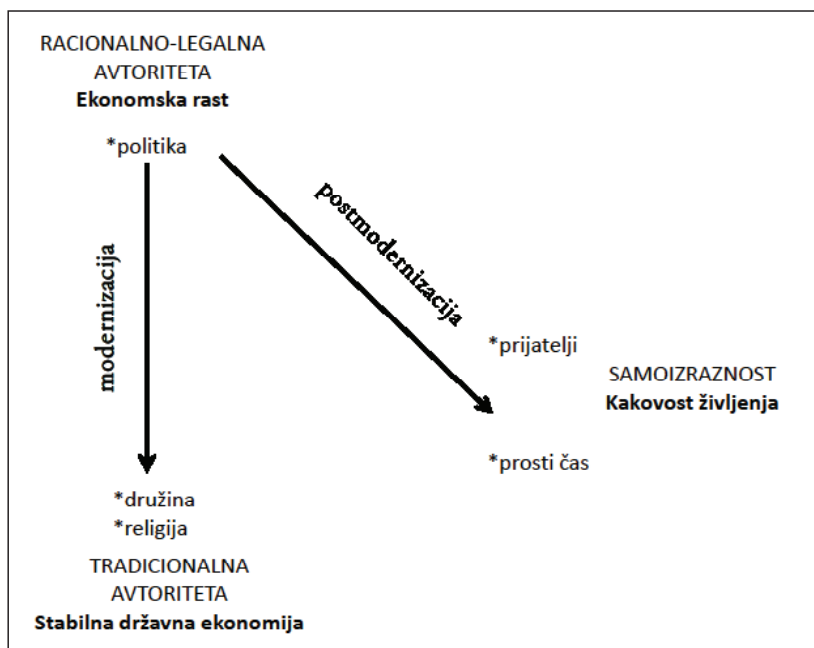 RACIONALNO-LEGALNA
AVTORITETA
Ekonomska rast
*politika
modernizacija
postmodernizacija
*prijatelji
SAMOIZRAZNOST
Kakovost življenja
*prosti čas
*družina
*religija
TRADICIONALNA
AVTORITETA
Stabilna državna ekonomija